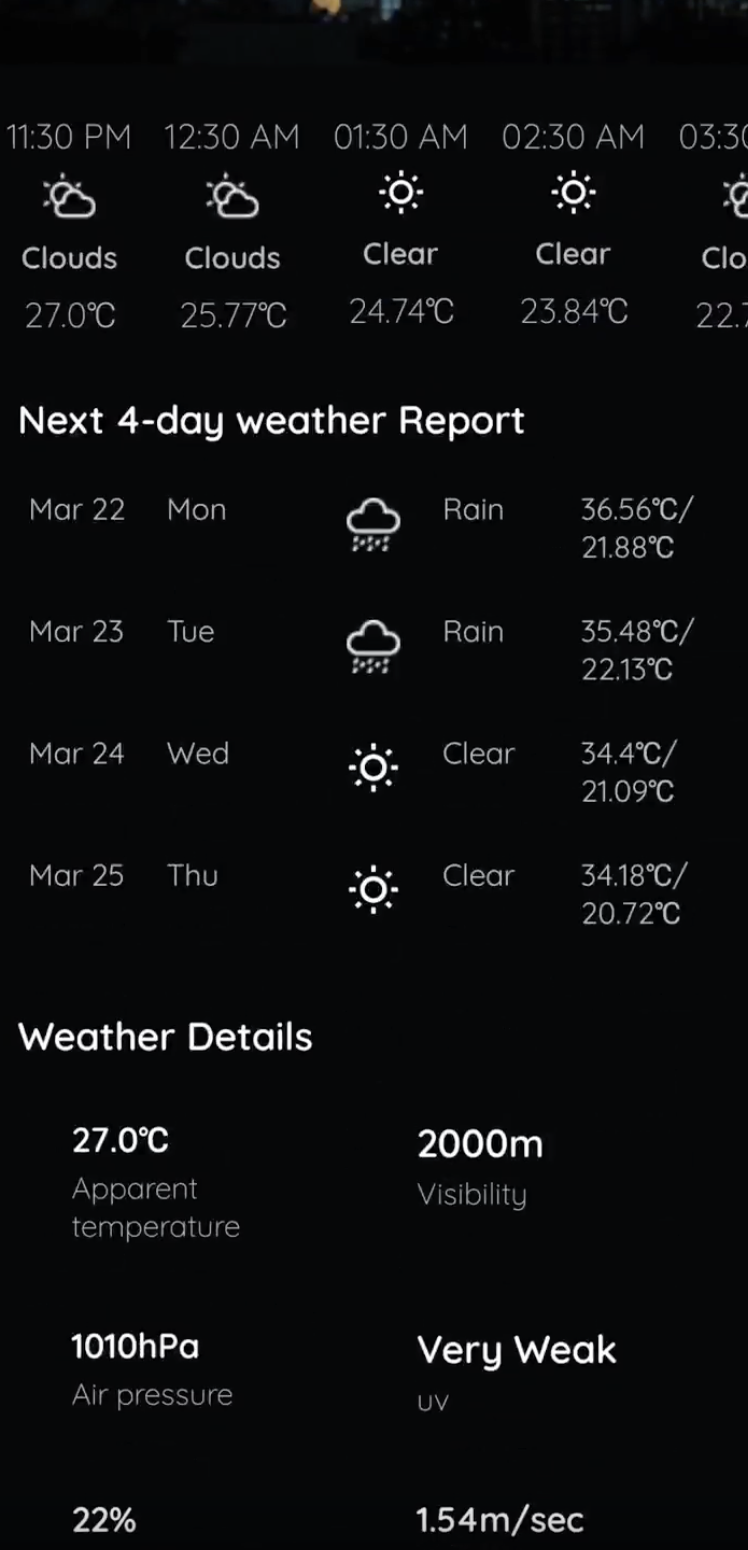 11:30 PM 12:30 AM 01:30 AM 02:30 AM 03:30
Clouds Clouds Clear Clear Clo
27.0℃ 25.77℃ 24.74℃ 23.84℃ 22.7
Next 4-day weather Report
Mar 22 Mon Rain 36.56℃/
21.88℃
Mar 23 Tue Rain 35.48℃/
22.13℃
Mar 24 Wed Clear 34.4℃/
21.09℃
Mar 25 Thu Clear 34.18℃/
20.72℃
Weather Details
27.0℃ 2000m
Apparent Visibility
temperature
1010hPa Very Weak
Air pressure UV
22% 1.54m/sec